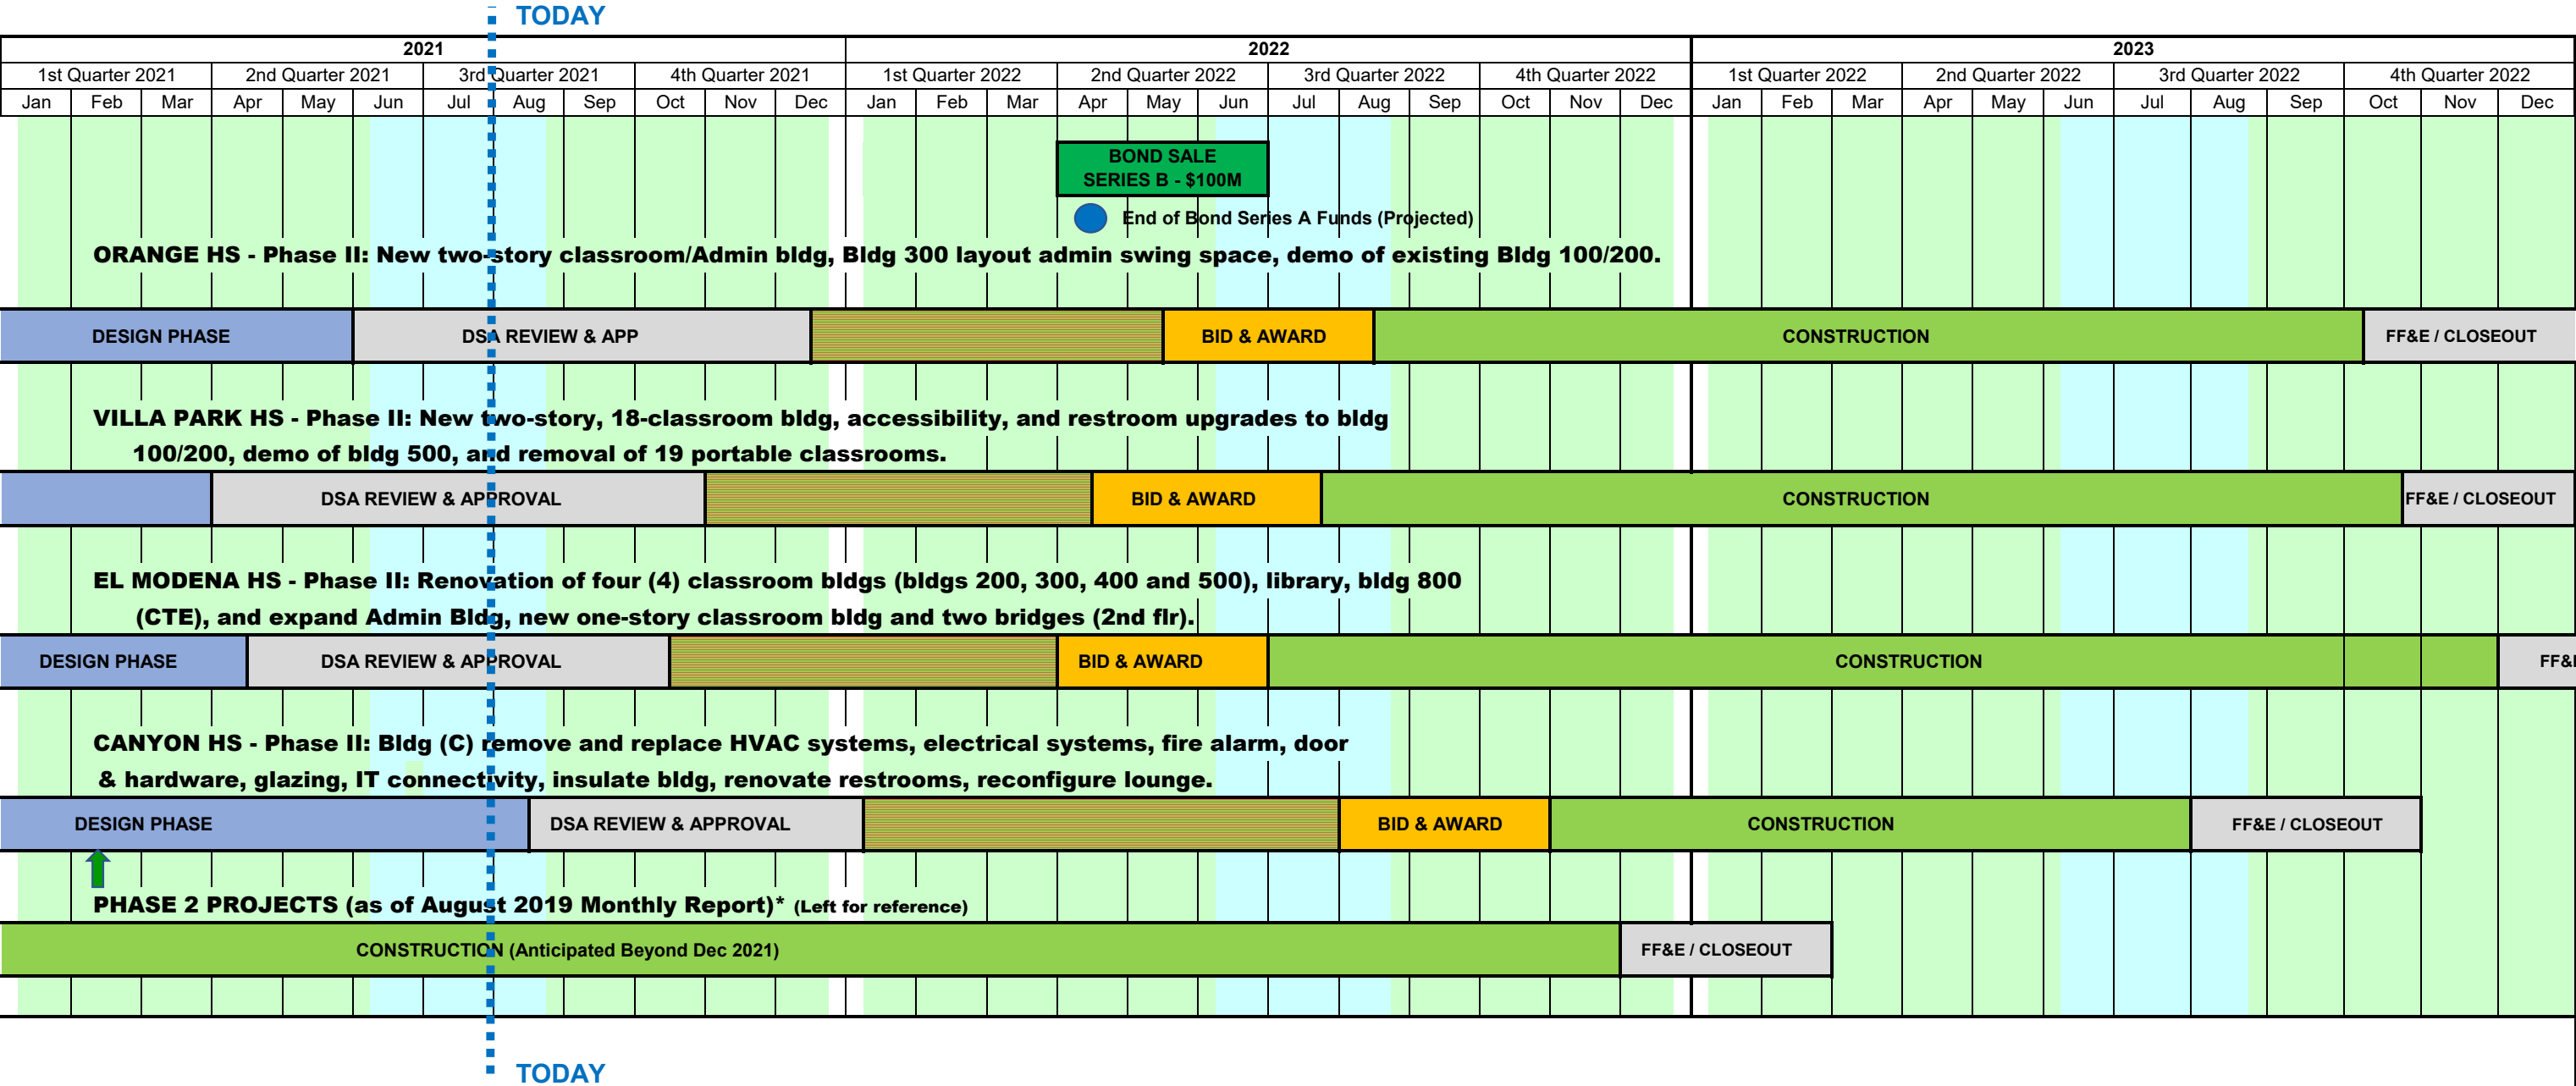 TODAY
2021 2022 2023
1st Quarter 2021 2nd Quarter 2021 3rd Quarter 2021 4th Quarter 2021 1st Quarter 2022 2nd Quarter 2022 3rd Quarter 2022 4th Quarter 2022 1st Quarter 2022 2nd Quarter 2022 3rd Quarter 2022 4th Quarter 2022
Jan Feb Mar Apr May Jun Jul Aug Sep Oct Nov Dec Jan Feb Mar Apr May Jun Jul Aug Sep Oct Nov Dec Jan Feb Mar Apr May Jun Jul Aug Sep Oct Nov Dec
BOND SALE
SERIES B - $100M
End of Bond Series A Funds (Projected)
ORANGE HS - Phase II: New two-story classroom/Admin bldg, Bldg 300 layout admin swing space, demo of existing Bldg 100/200.
DESIGN PHASE DSA REVIEW & APP BID & AWARD CONSTRUCTION FF&E / CLOSEOUT
VILLA PARK HS - Phase II: New two-story, 18-classroom bldg, accessibility, and restroom upgrades to bldg
100/200, demo of bldg 500, and removal of 19 portable classrooms.
DSA REVIEW & APPROVAL BID & AWARD CONSTRUCTION FF&E / CLOSEOUT
EL MODENA HS - Phase II: Renovation of four (4) classroom bldgs (bldgs 200, 300, 400 and 500), library, bldg 800
(CTE), and expand Admin Bldg, new one-story classroom bldg and two bridges (2nd flr).
DESIGN PHASE DSA REVIEW & APPROVAL BID & AWARD CONSTRUCTION FF&E
CANYON HS - Phase II: Bldg (C) remove and replace HVAC systems, electrical systems, fire alarm, door
& hardware, glazing, IT connectivity, insulate bldg, renovate restrooms, reconfigure lounge.
DESIGN PHASE DSA REVIEW & APPROVAL BID & AWARD CONSTRUCTION FF&E / CLOSEOUT
PHASE 2 PROJECTS (as of August 2019 Monthly Report)* (Left for reference)
CONSTRUCTION (Anticipated Beyond Dec 2021) FF&E / CLOSEOUT
TODAY